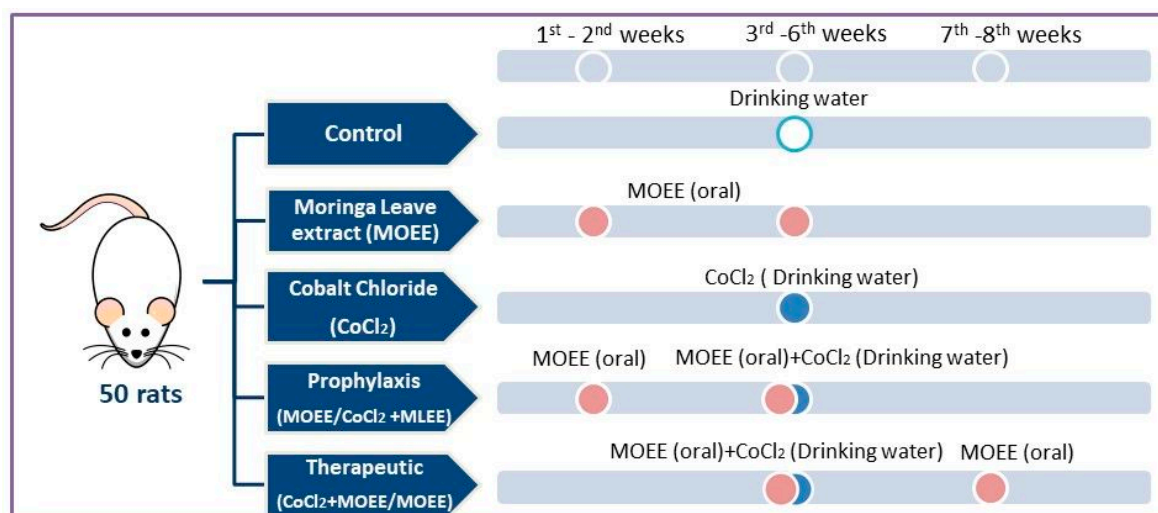 1st - 2nd weeks 3rd -6th weeks 7th -8th weeks
Drinking water
Control
MOEE (oral)
Moringa Leave
extract (MOEE)
CoCl2 ( Drinking water)
Cobalt Chloride
(CoCl2)
MOEE (oral) MOEE (oral)+CoCl2 (Drinking water)
Prophylaxis
(MOEE/CoCl2 +MLEE)
50 rats
MOEE (oral)+CoCl2 (Drinking water) MOEE (oral)
Therapeutic
(CoCl2+MOEE/MOEE)